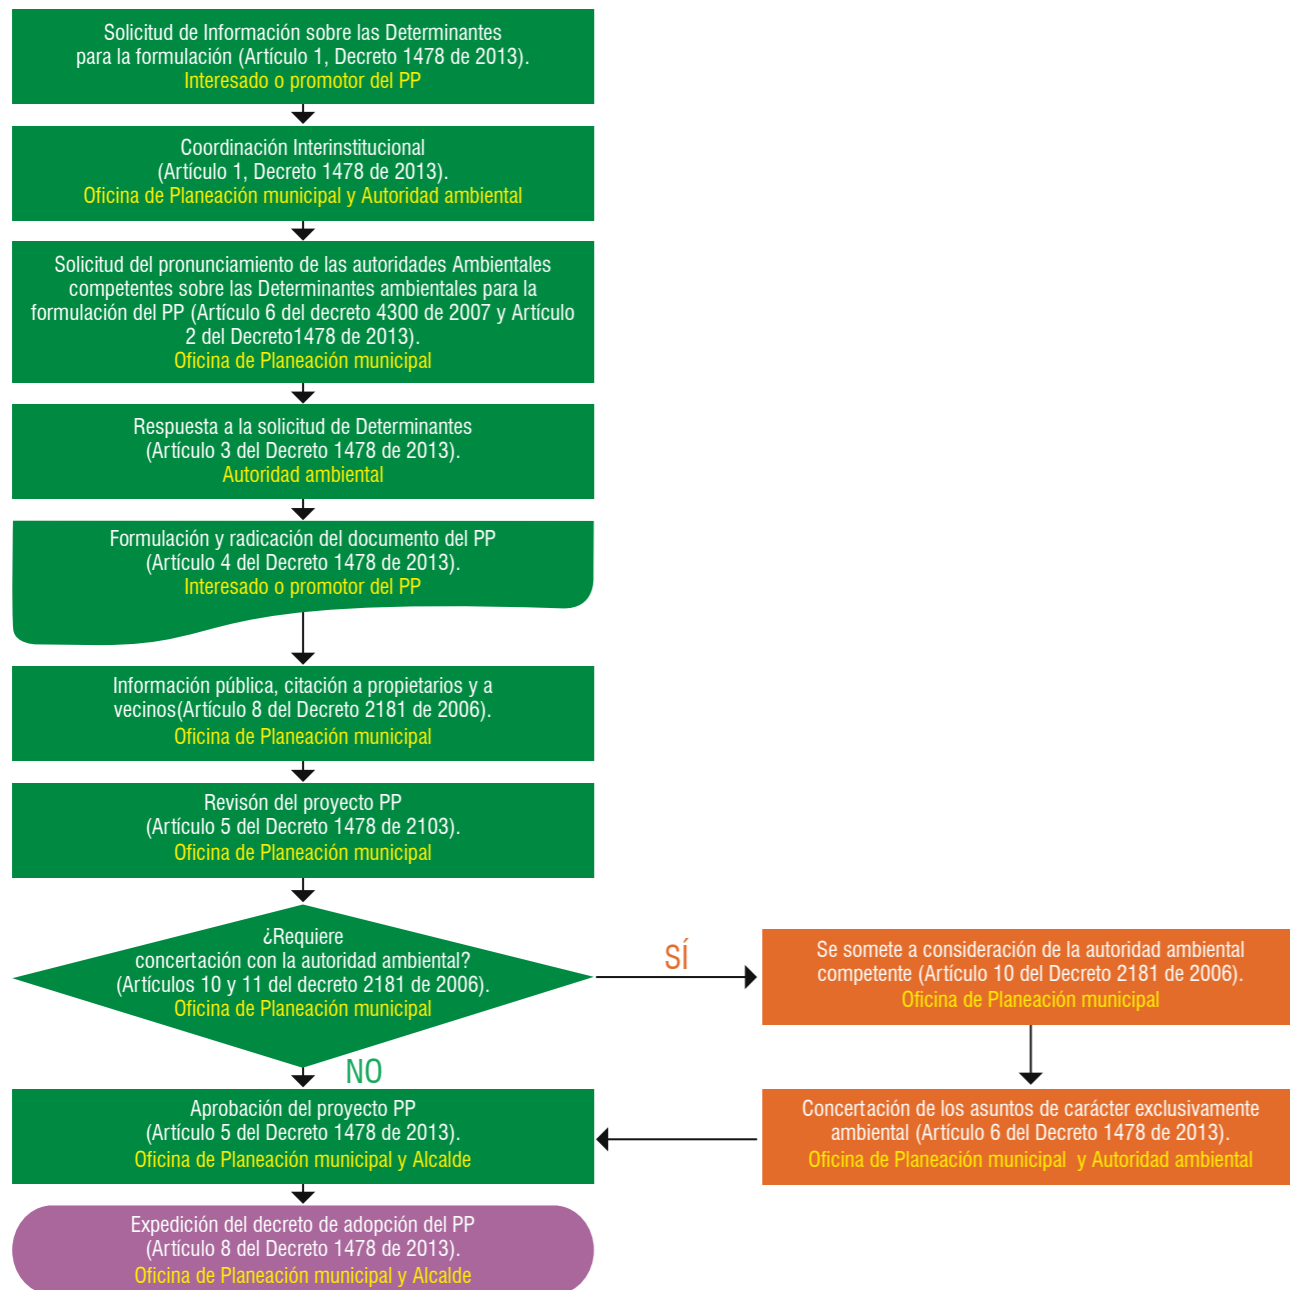 Solicitud de Información sobre las Determinantes
para la formulación (Artículo 1, Decreto 1478 de 2013).
Interesado o promotor del PP
Coordinación Interinstitucional
(Artículo 1, Decreto 1478 de 2013).
Oficina de Planeación municipal y Autoridad ambiental
Solicitud del pronunciamiento de las autoridades Ambientales
competentes sobre las Determinantes ambientales para la
formulación del PP (Artículo 6 del decreto 4300 de 2007 y Artículo
2 del Decreto1478 de 2013).
Oficina de Planeación municipal
Respuesta a la solicitud de Determinantes
(Artículo 3 del Decreto 1478 de 2013).
Autoridad ambiental
Formulación y radicación del documento del PP
(Artículo 4 del Decreto 1478 de 2013).
Interesado o promotor del PP
Información pública, citación a propietarios y a
vecinos(Artículo 8 del Decreto 2181 de 2006).
Oficina de Planeación municipal
Revisón del proyecto PP
(Artículo 5 del Decreto 1478 de 2103).
Oficina de Planeación municipal
¿Requiere
concertación con la autoridad ambiental?
(Artículos 10 y 11 del decreto 2181 de 2006).
Oficina de Planeación municipal
SÍ
Se somete a consideración de la autoridad ambiental
competente (Artículo 10 del Decreto 2181 de 2006).
Oficina de Planeación municipal
NO
Concertación de los asuntos de carácter exclusivamente
ambiental (Artículo 6 del Decreto 1478 de 2013).
Oficina de Planeación municipal y Autoridad ambiental
Aprobación del proyecto PP
(Artículo 5 del Decreto 1478 de 2013).
Oficina de Planeación municipal y Alcalde
Expedición del decreto de adopción del PP
(Artículo 8 del Decreto 1478 de 2013).
Oficina de Planeación municipal y Alcalde